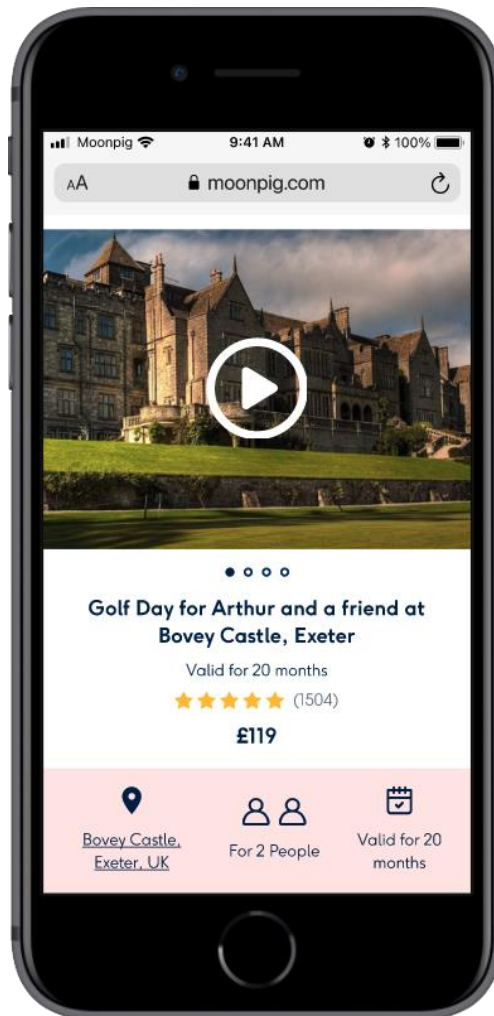 Moonpig 9:41 AM 100%
AA moonpig.com
Golf Day for Arthur and a friend at
Bovey Castle, Exeter
Valid for 20 months
(1504)
£119
Bovey Castle,
Exeter, UK
For 2 People
Valid for 20
months